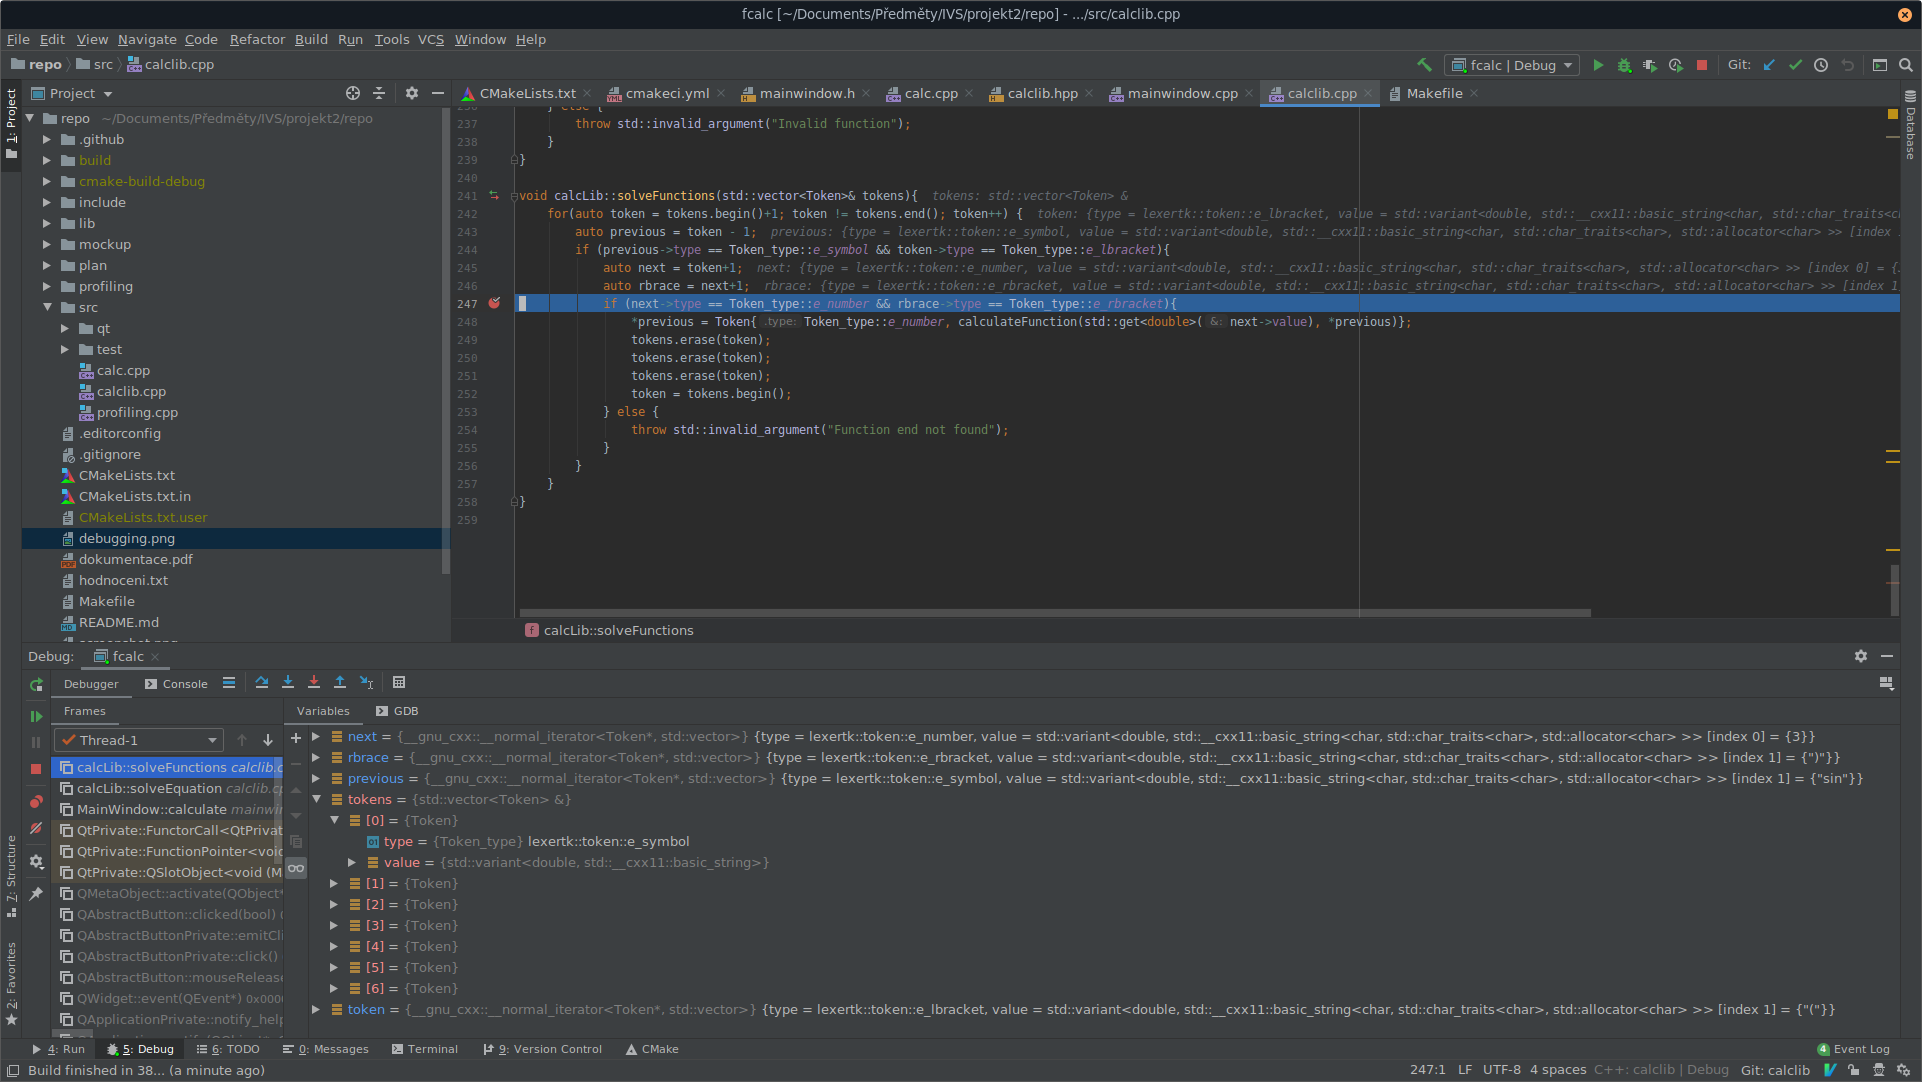 fcalc [~/Documents/Předměty/IVS/projekt2/repo] - .../src/calclib.cpp
File Edit View Navigate Code Refactor Build Run Tools VCS Window Help
repo src calclib.cpp
fcalc | Debug
Git:
1: Project
Project
CMakeLists.txt cmakeci.yml mainwindow.h calc.cpp calclib.hpp mainwindow.cpp calclib.cpp Makefile
Database
repo ~/Documents/Předměty/IVS/projekt2/repo
.github
build
cmake-build-debug
include
lib
mockup
plan
profiling
src
qt
test
calc.cpp
calclib.cpp
profiling.cpp
.editorconfig
.gitignore
CMakeLists.txt
CMakeLists.txt.in
CMakeLists.txt.user
debugging.png
dokumentace.pdf
hodnoceni.txt
Makefile
README.md
237 throw std::invalid_argument("Invalid function");
238 }
239 }
240
241 void calcLib::solveFunctions(std::vector<Token>& tokens){ tokens: std::vector<Token> &
242 for(auto token = tokens.begin()+1; token != tokens.end(); token++) { token: {type = lexertk::token::e_lbracket, value = std::variant<double, std::__cxx11::basic_string<char, std::char_traits<c
243 auto previous = token - 1; previous: {type = lexertk::token::e_symbol, value = std::variant<double, std::__cxx11::basic_string<char, std::char_traits<char>, std::allocator<char> >> [index
244 if (previous->type == Token_type::e_symbol && token->type == Token_type::e_lbracket){
245 auto next = token+1; next: {type = lexertk::token::e_number, value = std::variant<double, std::__cxx11::basic_string<char, std::char_traits<char>, std::allocator<char> >> [index 0] = {
246 auto rbrace = next+1; rbrace: {type = lexertk::token::e_rbracket, value = std::variant<double, std::__cxx11::basic_string<char, std::char_traits<char>, std::allocator<char> >> [index 1
247 if (next->type == Token_type::e_number && rbrace->type == Token_type::e_rbracket){
248 *previous = Token{ .type: Token_type::e_number, calculateFunction(std::get<double>( &: next->value), *previous)};
249 tokens.erase(token);
250 tokens.erase(token);
251 tokens.erase(token);
252 token = tokens.begin();
253 } else {
254 throw std::invalid_argument("Function end not found");
255 }
256 }
257 }
258 }
259
f calcLib::solveFunctions
Debug: fcalc
Debugger Console
Frames
Variables GDB
Thread-1
calcLib::solveFunctions calclib.c
calcLib::solveEquation calclib.cp
MainWindow::calculate mainwin
QtPrivate::FunctorCall<QtPrivat
QtPrivate::FunctionPointer<void
QtPrivate::QSlotObject<void (M
QMetaObject::activate(QObject*
QAbstractButton::clicked(bool)
QAbstractButtonPrivate::emitCli
QAbstractButtonPrivate::click()
QAbstractButton::mouseRelease
QWidget::event(QEvent*) 0x000
QApplicationPrivate::notify_help
next = {__gnu_cxx::__normal_iterator<Token*, std::vector>} {type = lexertk::token::e_number, value = std::variant<double, std::__cxx11::basic_string<char, std::char_traits<char>, std::allocator<char> >> [index 0] = {3}}
rbrace = {__gnu_cxx::__normal_iterator<Token*, std::vector>} {type = lexertk::token::e_rbracket, value = std::variant<double, std::__cxx11::basic_string<char, std::char_traits<char>, std::allocator<char> >> [index 1] = {")"}}
previous = {__gnu_cxx::__normal_iterator<Token*, std::vector>} {type = lexertk::token::e_symbol, value = std::variant<double, std::__cxx11::basic_string<char, std::char_traits<char>, std::allocator<char> >> [index 1] = {"sin"}}
tokens = {std::vector<Token> &}
[0] = {Token}
type = {Token_type} lexertk::token::e_symbol
value = {std::variant<double, std::__cxx11::basic_string>}
[1] = {Token}
[2] = {Token}
[3] = {Token}
[4] = {Token}
[5] = {Token}
[6] = {Token}
token = {__gnu_cxx::__normal_iterator<Token*, std::vector>} {type = lexertk::token::e_lbracket, value = std::variant<double, std::__cxx11::basic_string<char, std::char_traits<char>, std::allocator<char> >> [index 1] = {"("}}
7: Structure
2: Favorites
4: Run 5: Debug 6: TODO 0: Messages Terminal 9: Version Control CMake
4 Event Log
Build finished in 38... (a minute ago)
247:1 LF UTF-8 4 spaces C++: calclib | Debug Git: calclib